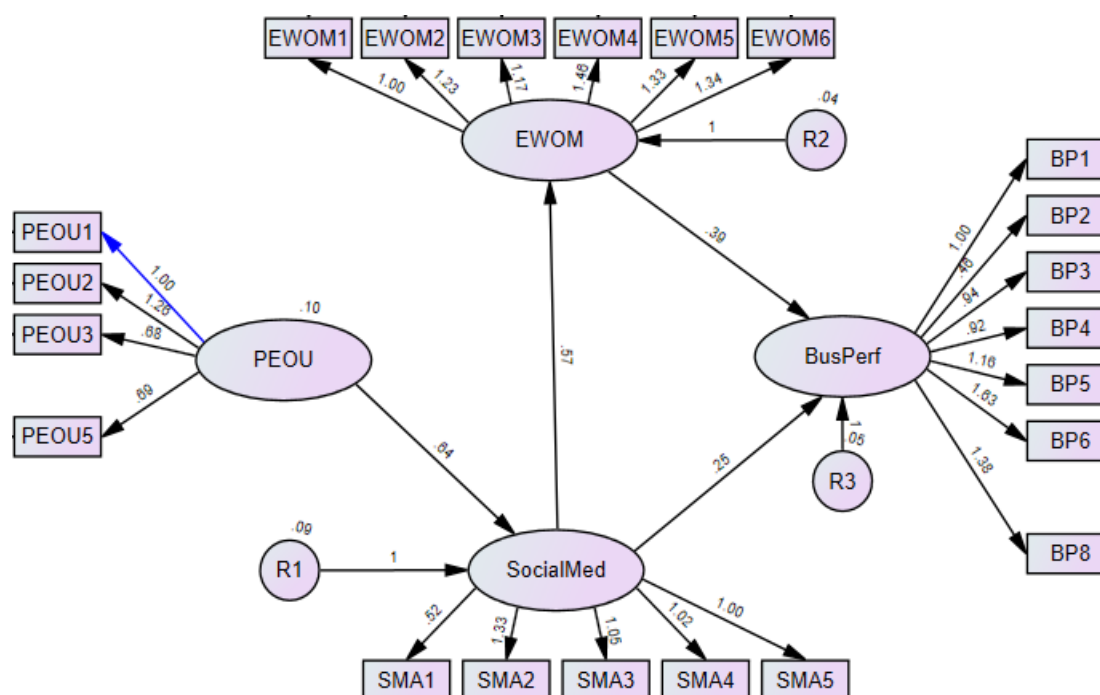 EWOM1 EWOM2 EWOM3 EWOM4 EWOM5 EWOM6
1.00 1.23 1.17 1.46 1.33 1.34
.04
EWOM
1
R2
BP1
BP2
BP3
BP4
BP5
BP6
BP8
1.00
.46
.94
.92
1.16
1.63
1.38
PEOU1
PEOU2
PEOU3
PEOU5
1.00
1.26
.68
.69
.10
PEOU
.39
.57
BusPerf
.64
.25
1
.05
R3
.09
R1
1
SocialMed
.52 1.33 1.05 1.02 1.00
SMA1 SMA2 SMA3 SMA4 SMA5